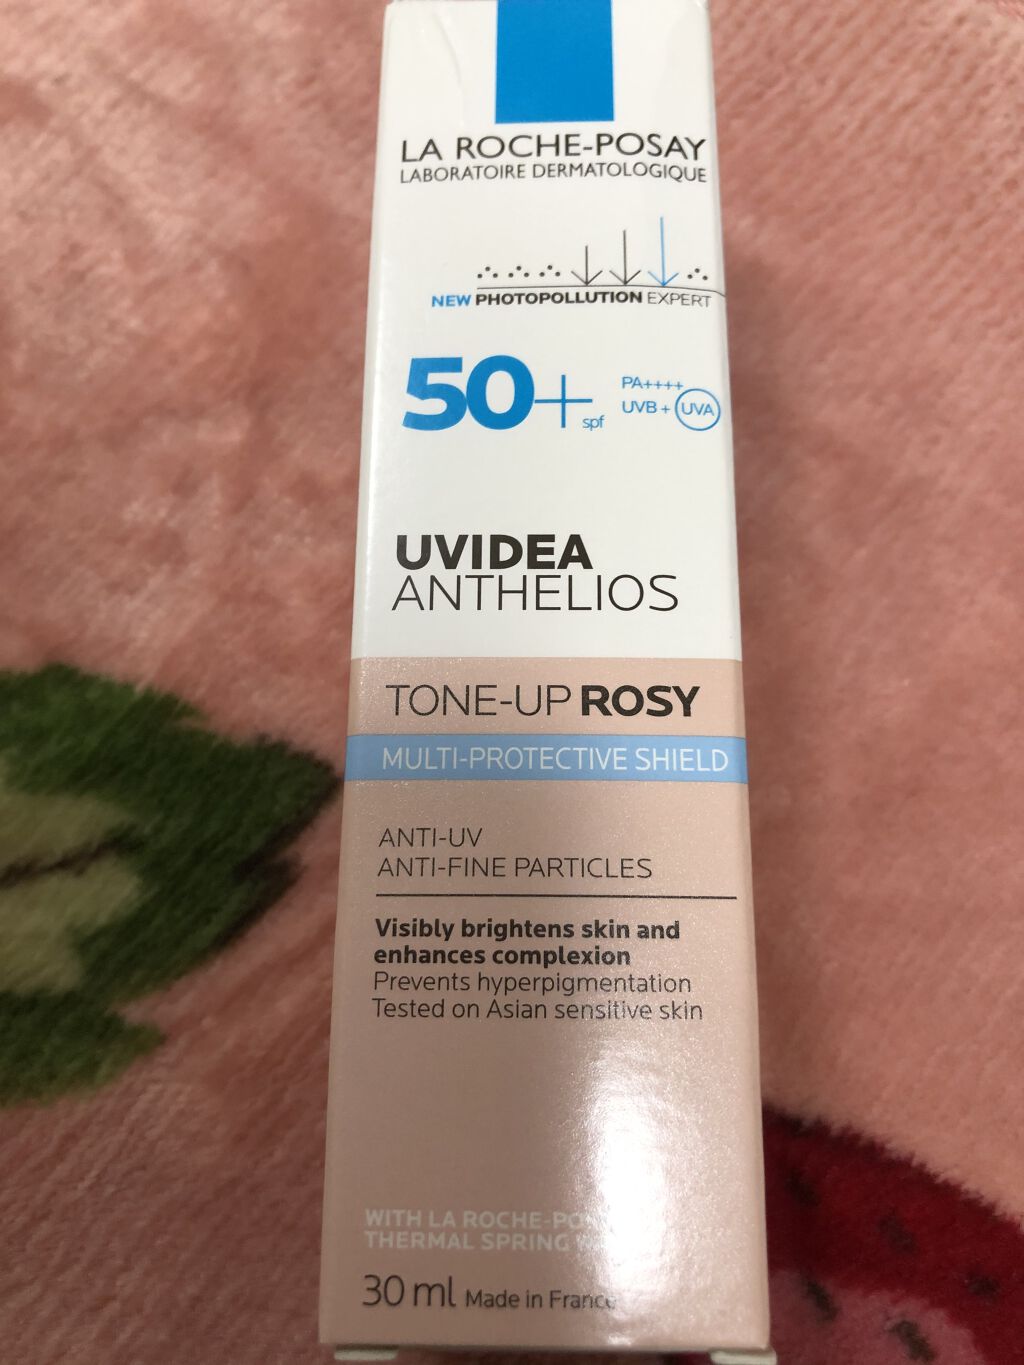 LA ROCHE-POSAY
LABORATOIRE DERMATOLOGIQUE
NEW PHOTOPOLLUTION EXPERT
50+ spf
PA++++
UVB + UVA
UVIDEA
ANTHELIOS
TONE-UP ROSY
MULTI-PROTECTIVE SHIELD
ANTI-UV
ANTI-FINE PARTICLES
Visibly brightens skin and
enhances complexion
Prevents hyperpigmentation
Tested on Asian sensitive skin
WITH LA ROCHE-
THERMAL SPRING
30 ml Made in France